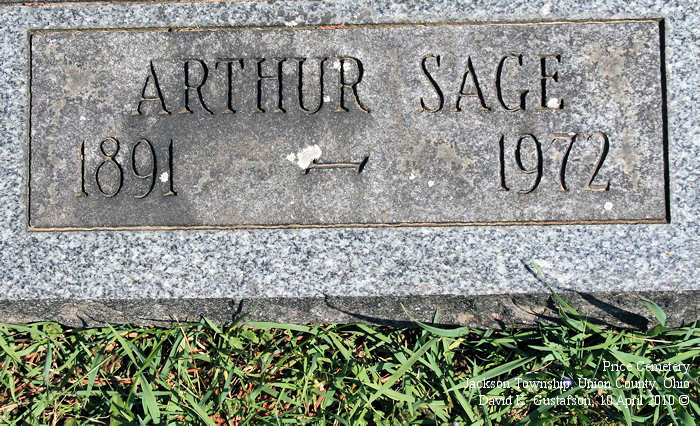 ARTHUR SAGE
1891 - 1972
Price Cemetery
Jackson Township, Union County, Ohio
David E. Gustafson, 10 April 2010 ©